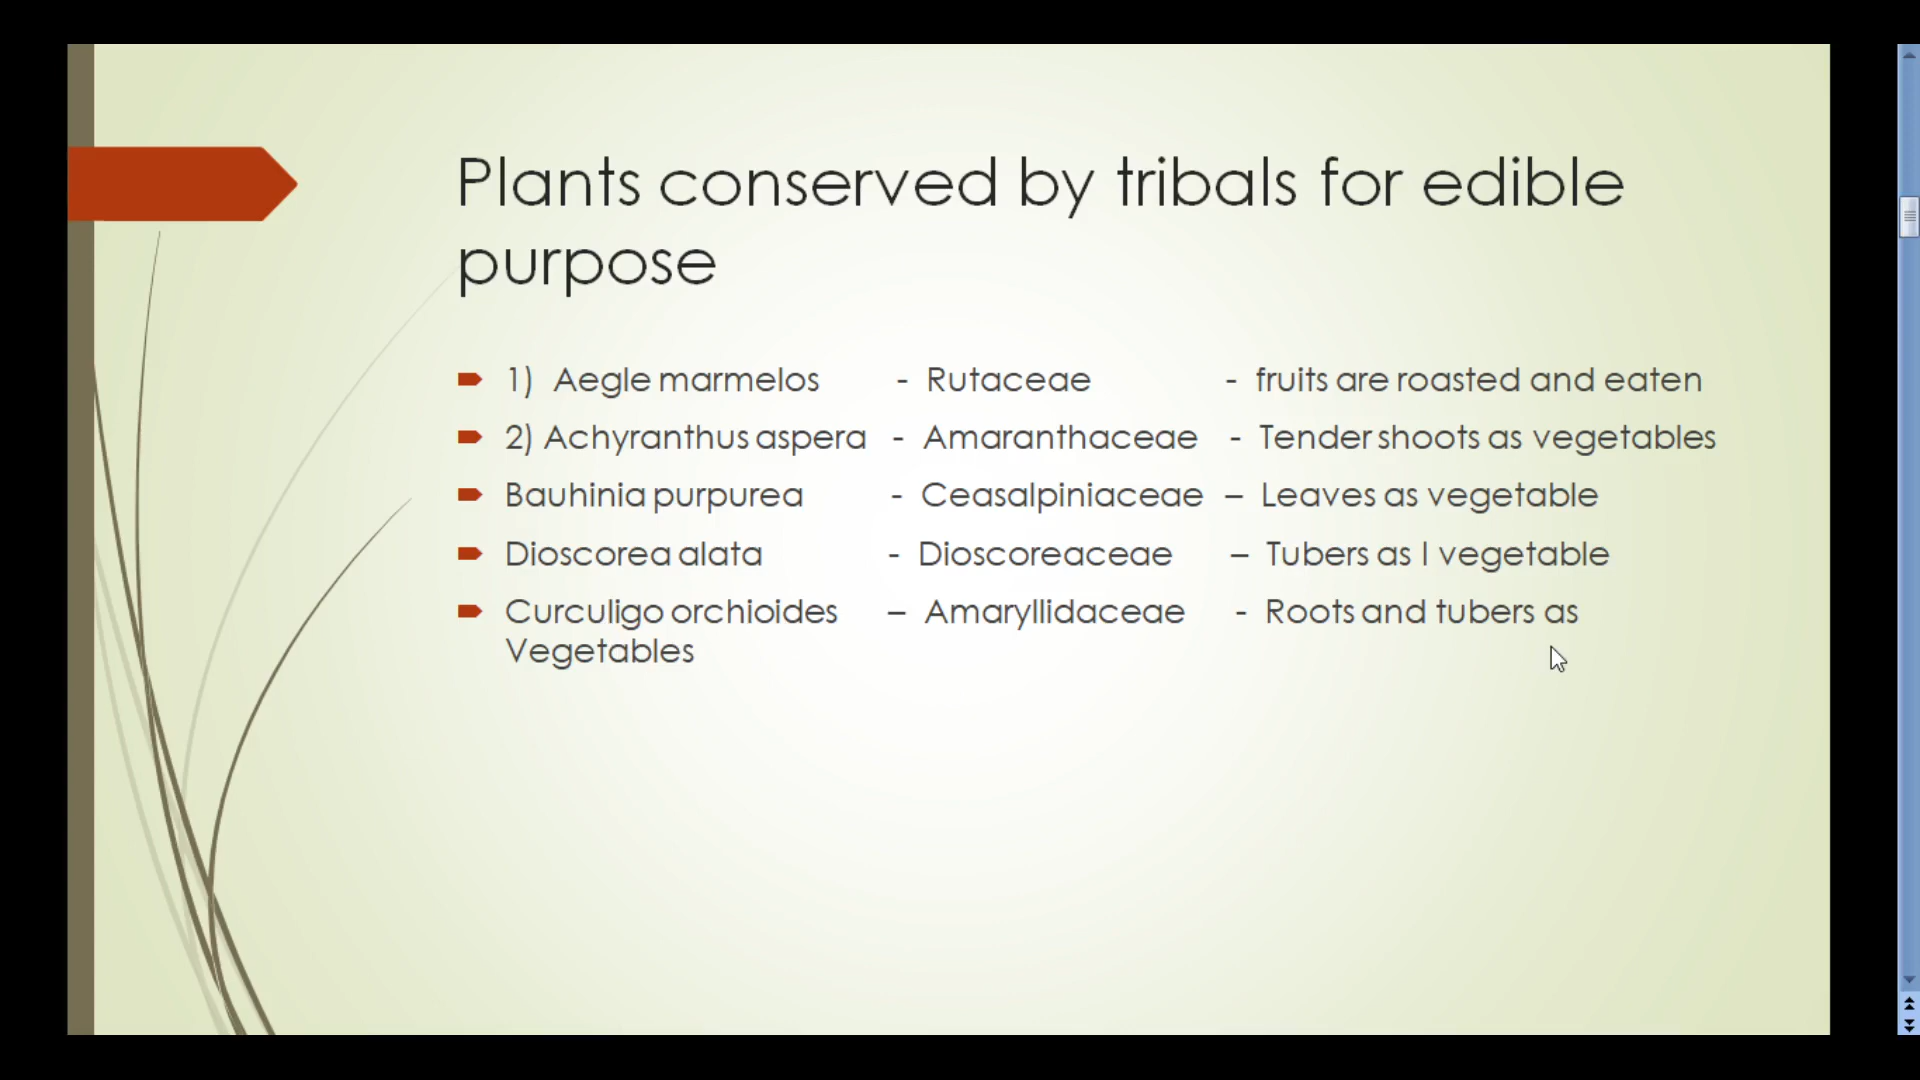 Plants conserved by tribals for edible
purpose
1) Aegle marmelos - Rutaceae - fruits are roasted and eaten
2) Achyranthus aspera - Amaranthaceae - Tender shoots as vegetables
Bauhinia purpurea - Ceasalpiniaceae – Leaves as vegetable
Dioscorea alata - Dioscoreaceae – Tubers as l vegetable
Curculigo orchioides – Amaryllidaceae - Roots and tubers as
Vegetables